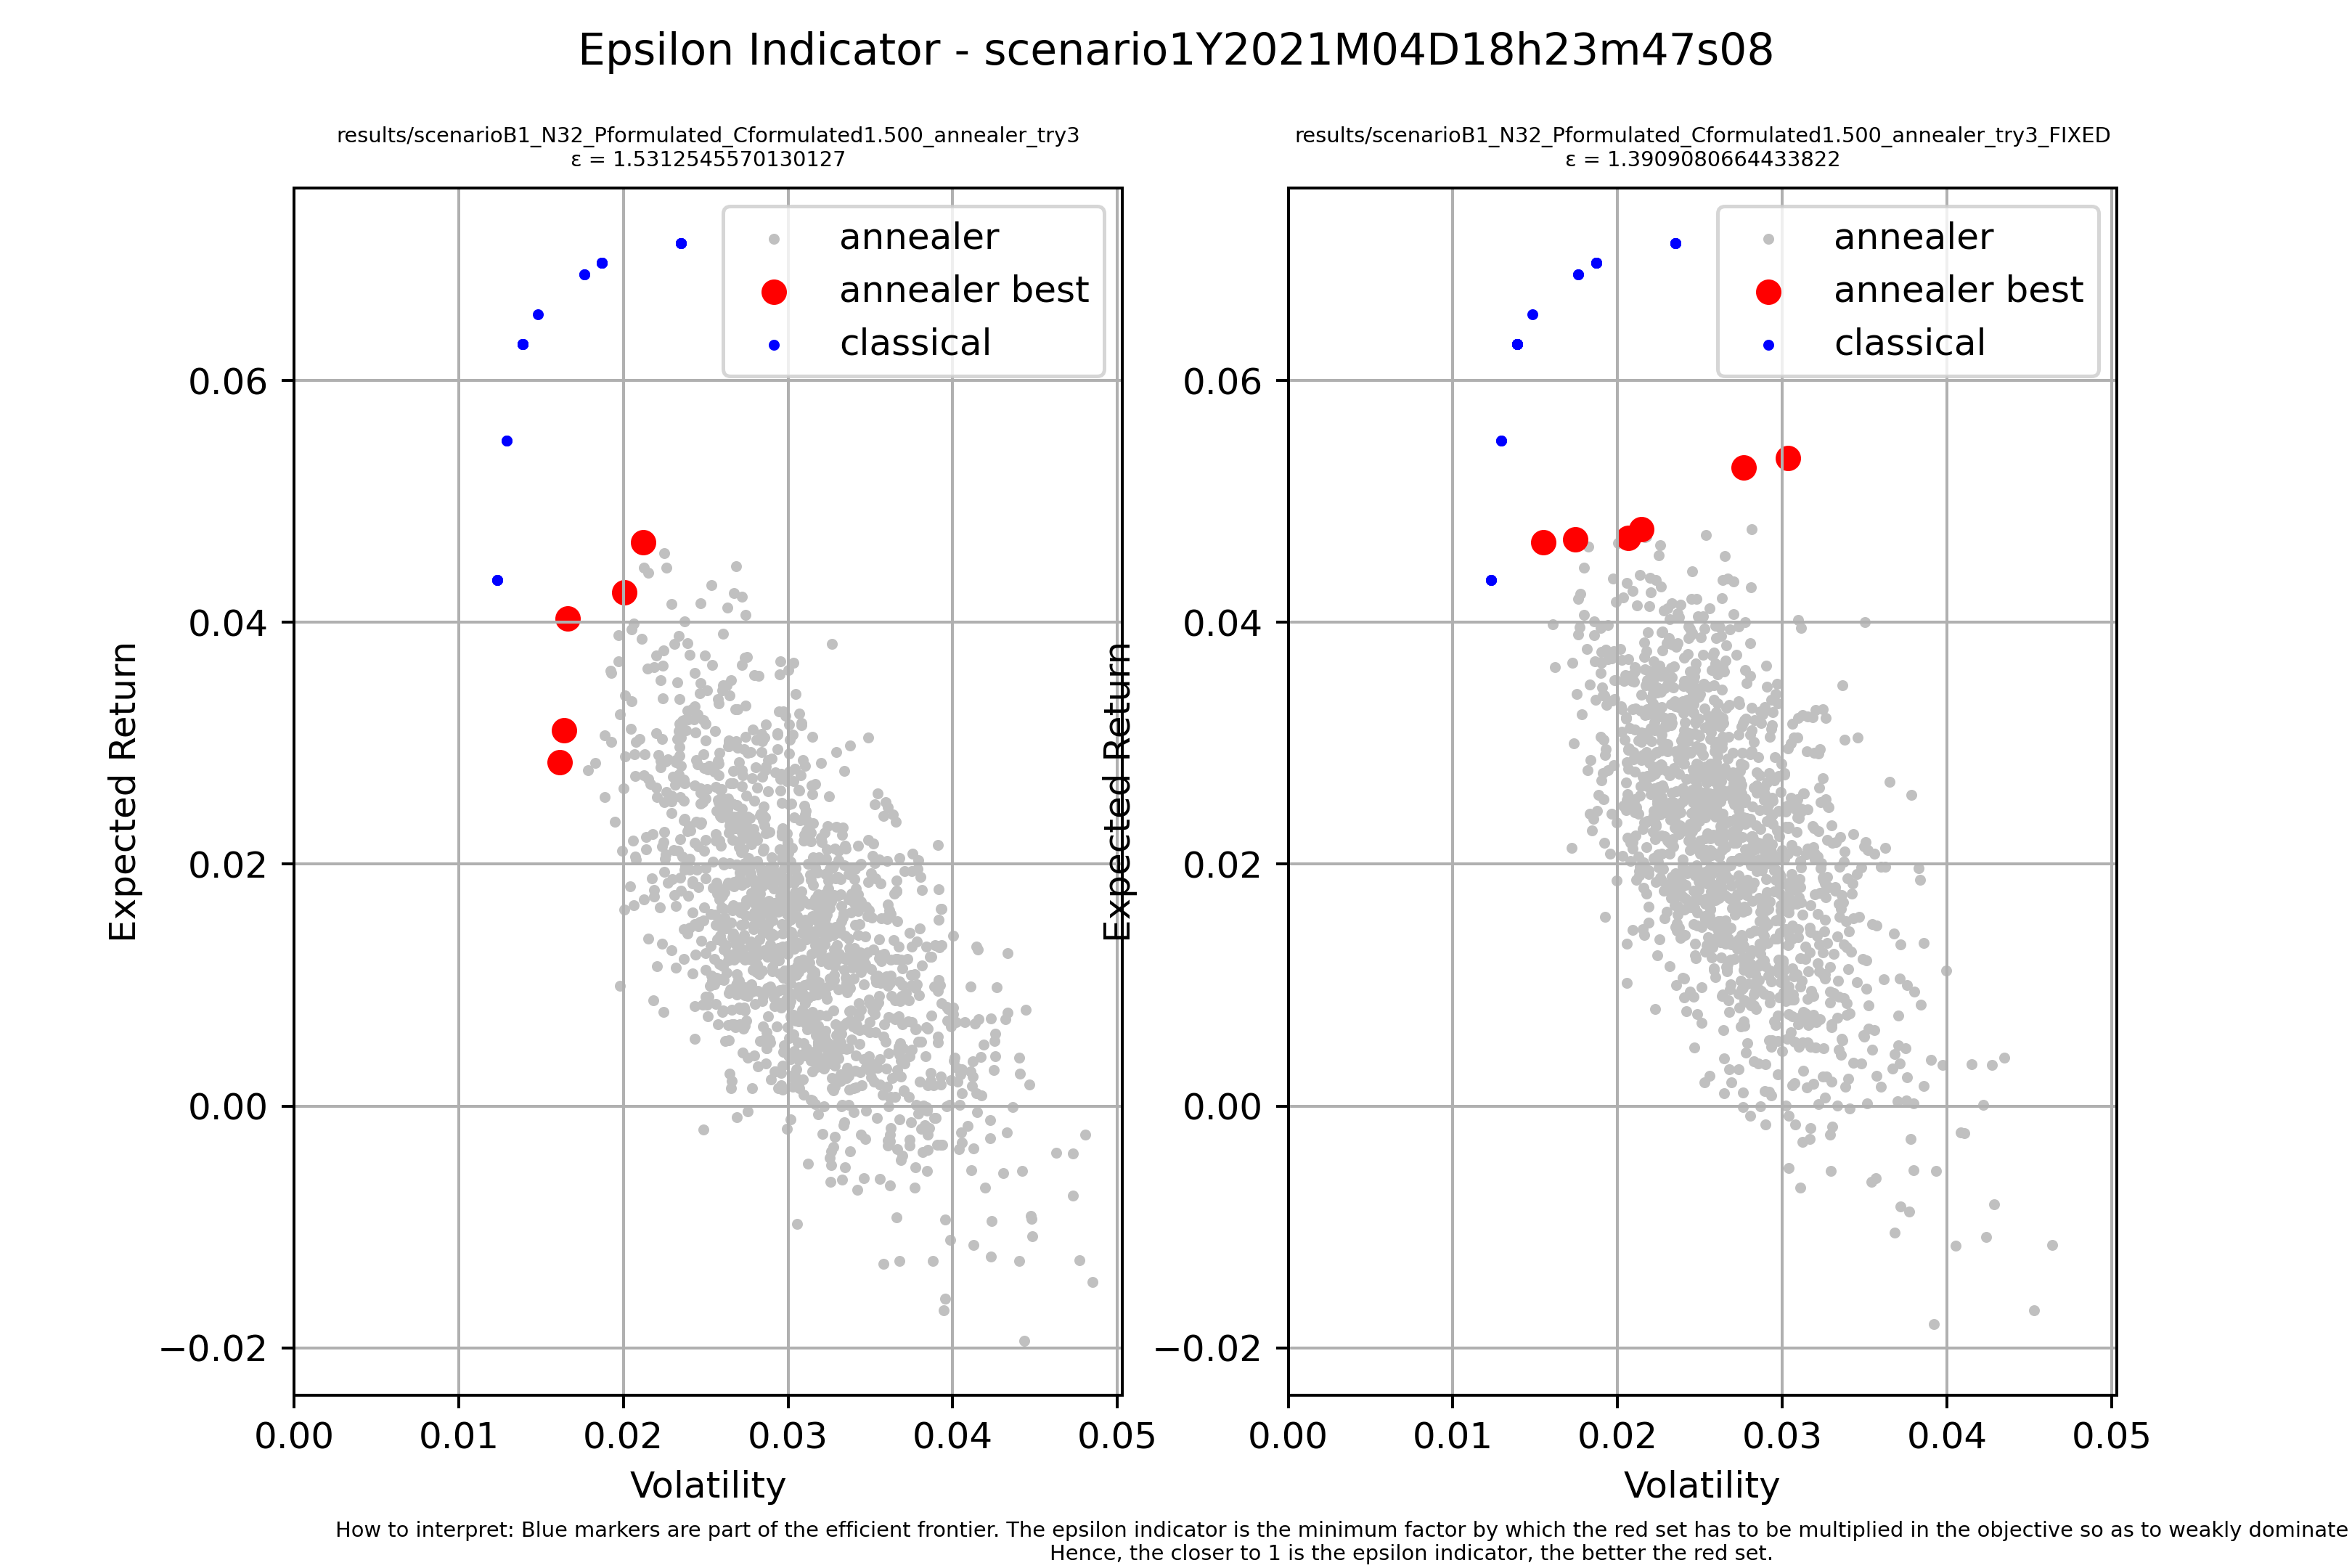 Epsilon Indicator - scenario1Y2021M04D18h23m47s08
results/scenarioB1_N32_Pformulated_Cformulated1.500_annealer_try3
ε = 1.5312545570130127
annealer
annealer best
classical
Expected Return
0.06
0.04
0.02
0.00
−0.02
0.00 0.01 0.02 0.03 0.04 0.05
Volatility
results/scenarioB1_N32_Pformulated_Cformulated1.500_annealer_try3_FIXED
ε = 1.3909080664433822
annealer
annealer best
classical
Expected Return
0.06
0.04
0.02
0.00
−0.02
0.00 0.01 0.02 0.03 0.04 0.05
Volatility
How to interpret: Blue markers are part of the efficient frontier. The epsilon indicator is the minimum factor by which the red set has to be multiplied in the objective so as to weakly dominate
Hence, the closer to 1 is the epsilon indicator, the better the red set.